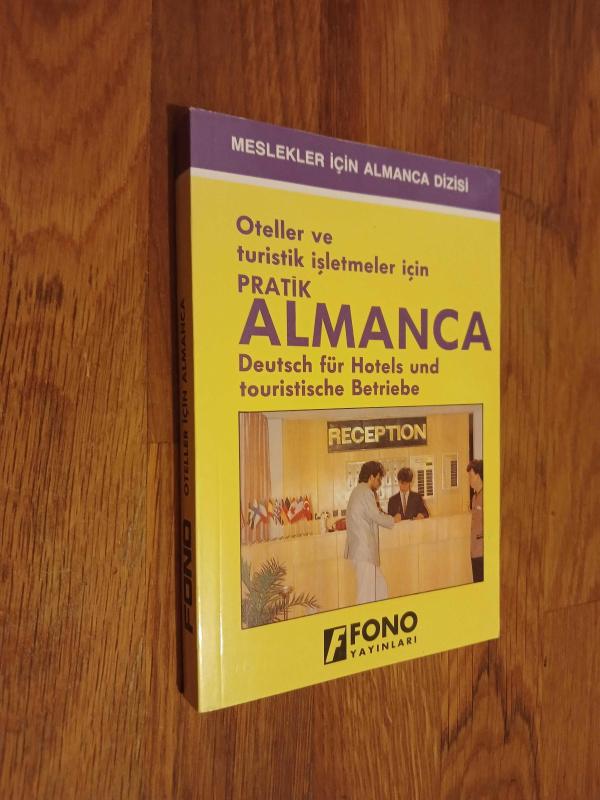 MESLEKLER İÇİN ALMANCA DİZİSİ
Oteller ve
turistik işletmeler için
PRATİK
ALMANCA
Deutsch für Hotels und
touristische Betriebe
RECEPTION
FONO
YAYINLARI
FONO OTELLER İÇİN ALMANCA